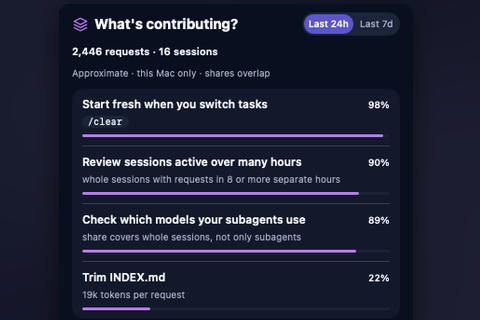 What's contributing?
Last 24h Last 7d
2,446 requests · 16 sessions
Approximate · this Mac only · shares overlap
Start fresh when you switch tasks 98%
/clear
Review sessions active over many hours 90%
whole sessions with requests in 8 or more separate hours
Check which models your subagents use 89%
share covers whole sessions, not only subagents
Trim INDEX.md 22%
19k tokens per request